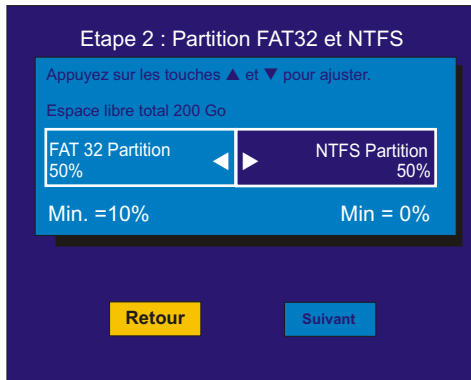 Etape 2 : Partition FAT32 et NTFS
Appuyez sur les touches ▲ et ▼ pour ajuster.
Espace libre total 200 Go
FAT 32 Partition
50%
NTFS Partition
50%
Min. =10%
Min = 0%
Retour
Suivant